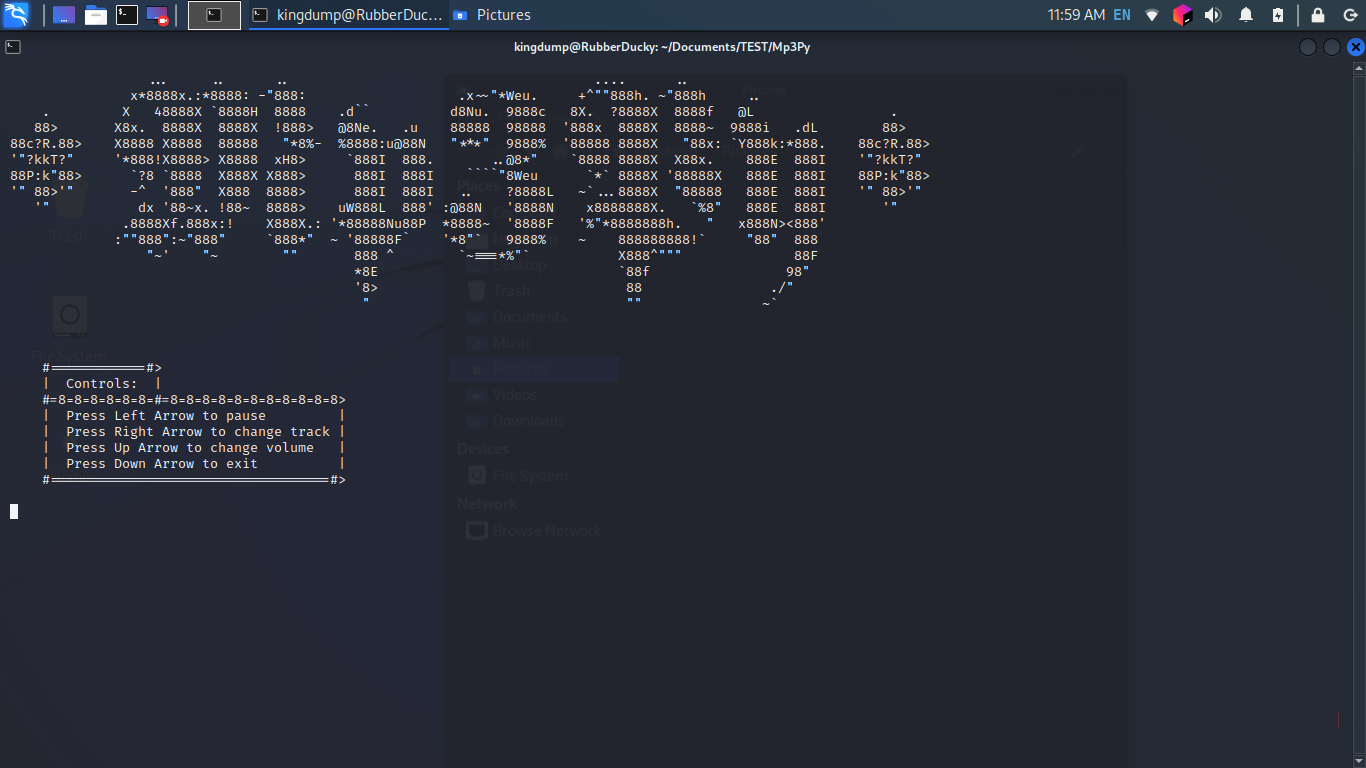 kingdump@RubberDuc...
Pictures
11:59 AM
EN
kingdump@RubberDucky: ~/Documents/TEST/Mp3Py
Mp3Py
Pictures
Places
Trash
Desktop
Trash
Documents
File System
Music
Pictures
Videos
Downloads
Devices
File System
Network
Browse Network
#============#>
|  Controls:  |
#=8=8=8=8=8=8=#=8=8=8=8=8=8=8=8=8=8=8>
|  Press Left Arrow to pause         |
|  Press Right Arrow to change track |
|  Press Up Arrow to change volume   |
|  Press Down Arrow to exit          |
#===================================#>